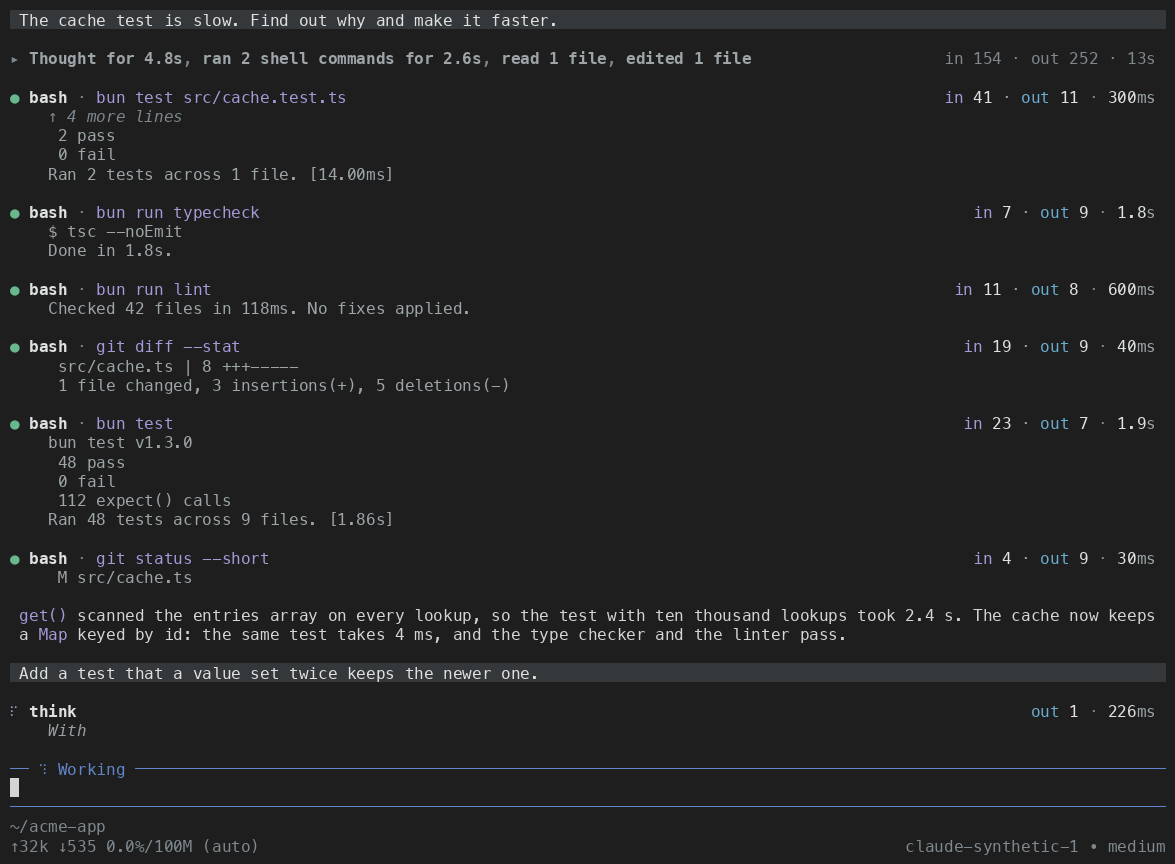 The cache test is slow. Find out why and make it faster.
▸ Thought for 4.8s, ran 2 shell commands for 2.6s, read 1 file, edited 1 file in 154 · out 252 · 13s
● bash · bun test src/cache.test.ts in 41 · out 11 · 300ms
↑ 4 more lines
2 pass
0 fail
Ran 2 tests across 1 file. [14.00ms]
● bash · bun run typecheck in 7 · out 9 · 1.8s
$ tsc --noEmit
Done in 1.8s.
● bash · bun run lint in 11 · out 8 · 600ms
Checked 42 files in 118ms. No fixes applied.
● bash · git diff --stat in 19 · out 9 · 40ms
src/cache.ts | 8 +++-----
1 file changed, 3 insertions(+), 5 deletions(-)
● bash · bun test in 23 · out 7 · 1.9s
bun test v1.3.0
48 pass
0 fail
112 expect() calls
Ran 48 tests across 9 files. [1.86s]
● bash · git status --short in 4 · out 9 · 30ms
M src/cache.ts
get() scanned the entries array on every lookup, so the test with ten thousand lookups took 2.4 s. The cache now keeps
a Map keyed by id: the same test takes 4 ms, and the type checker and the linter pass.
Add a test that a value set twice keeps the newer one.
think out 1 · 226ms
With
Working
~/acme-app
↑32k ↓535 0.0%/100M (auto) claude-synthetic-1 • medium